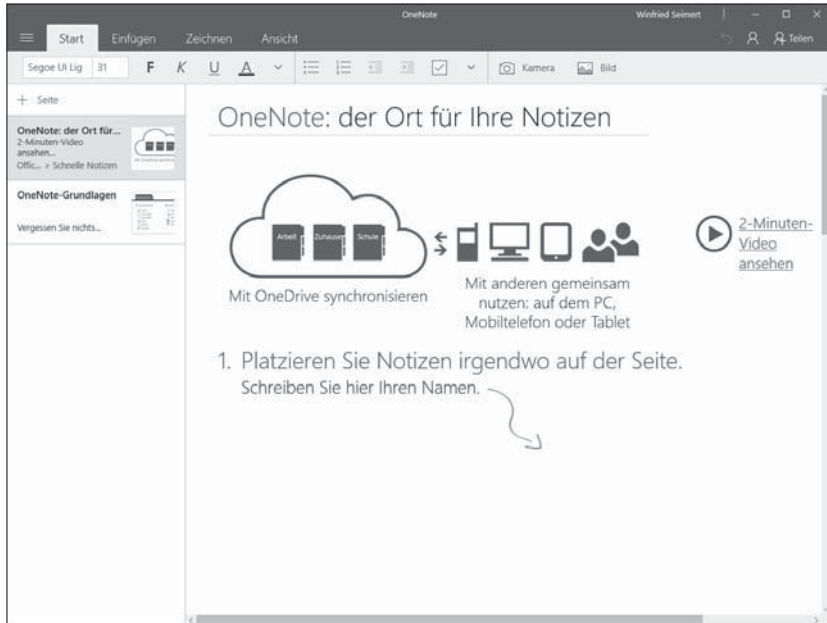 OneNote
Winfried Seimert
Start Einfügen Zeichnen Ansicht
Teilen
Segoe UI Lig 31 F K U A
Kamera Bild
+ Seite
OneNote: der Ort für...
2-Minuten-Video
ansehen...
Offic... » Schnelle Notizen
OneNote-Grundlagen
Vergessen Sie nichts...
OneNote: der Ort für Ihre Notizen
Arbeit Zuhause Schule
Mit OneDrive synchronisieren
Mit anderen gemeinsam
nutzen: auf dem PC,
Mobiltelefon oder Tablet
2-Minuten-
Video
ansehen
1. Platzieren Sie Notizen irgendwo auf der Seite.
Schreiben Sie hier Ihren Namen.